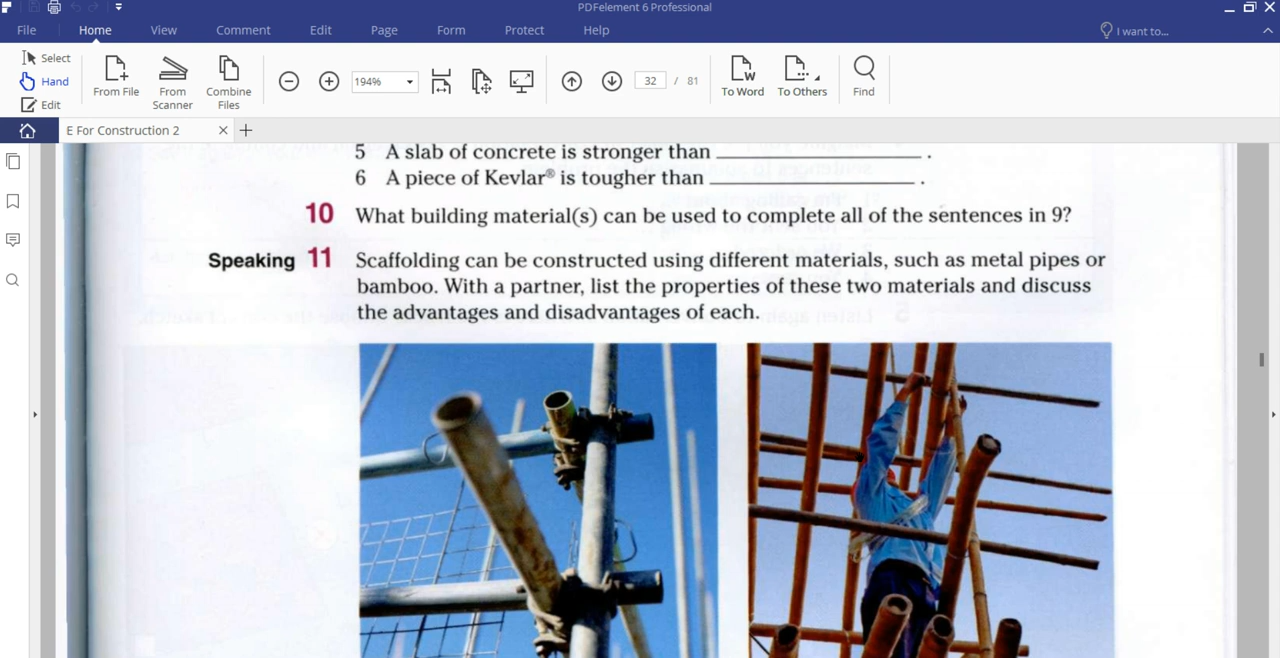 PDFelement 6 Professional
File Home View Comment Edit Page Form Protect Help I want to...
Select
Hand
Edit
From File
From Scanner
Combine Files
194%
32 / 81
To Word
To Others
Find
E For Construction 2
5 A slab of concrete is stronger than ____________________ .
6 A piece of Kevlar® is tougher than ____________________ .
10 What building material(s) can be used to complete all of the sentences in 9?
Speaking 11 Scaffolding can be constructed using different materials, such as metal pipes or
bamboo. With a partner, list the properties of these two materials and discuss
the advantages and disadvantages of each.